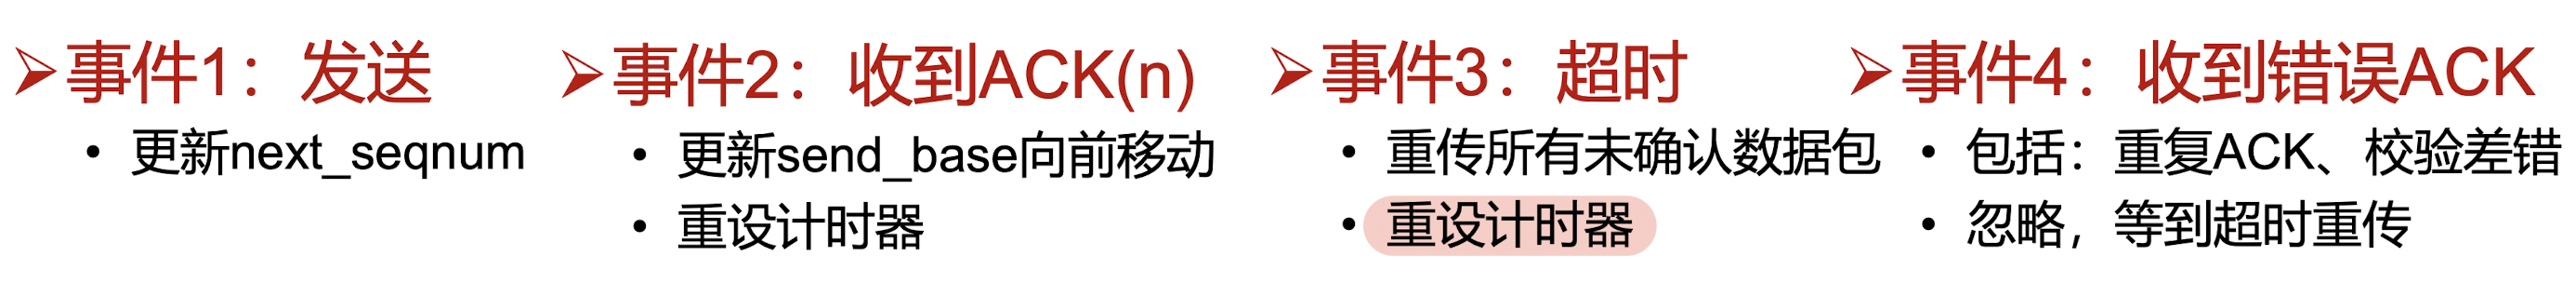 ➢事件1：发送
• 更新next_seqnum
➢事件2：收到ACK(n)
• 更新send_base向前移动
• 重设计时器
➢事件3：超时
• 重传所有未确认数据包
• 重设计时器
➢事件4：收到错误ACK
• 包括：重复ACK、校验差错
• 忽略，等到超时重传